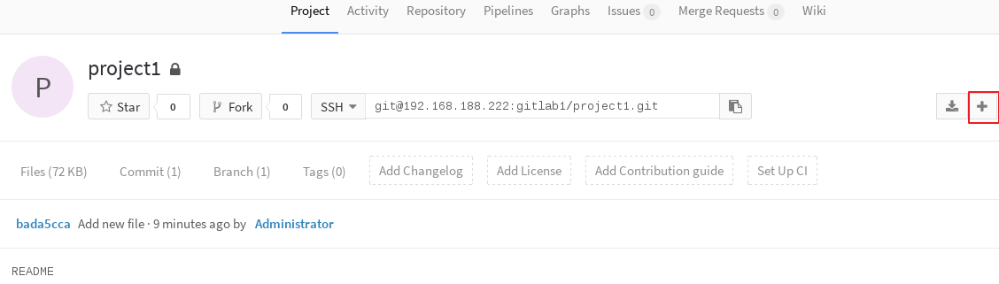 Project Activity Repository Pipelines Graphs Issues 0 Merge Requests 0 Wiki
P project1
Star 0 Fork 0 SSH git@192.168.188.222:gitlab1/project1.git
Files (72 KB) Commit (1) Branch (1) Tags (0) Add Changelog Add License Add Contribution guide Set Up CI
bada5cca Add new file · 9 minutes ago by Administrator
README